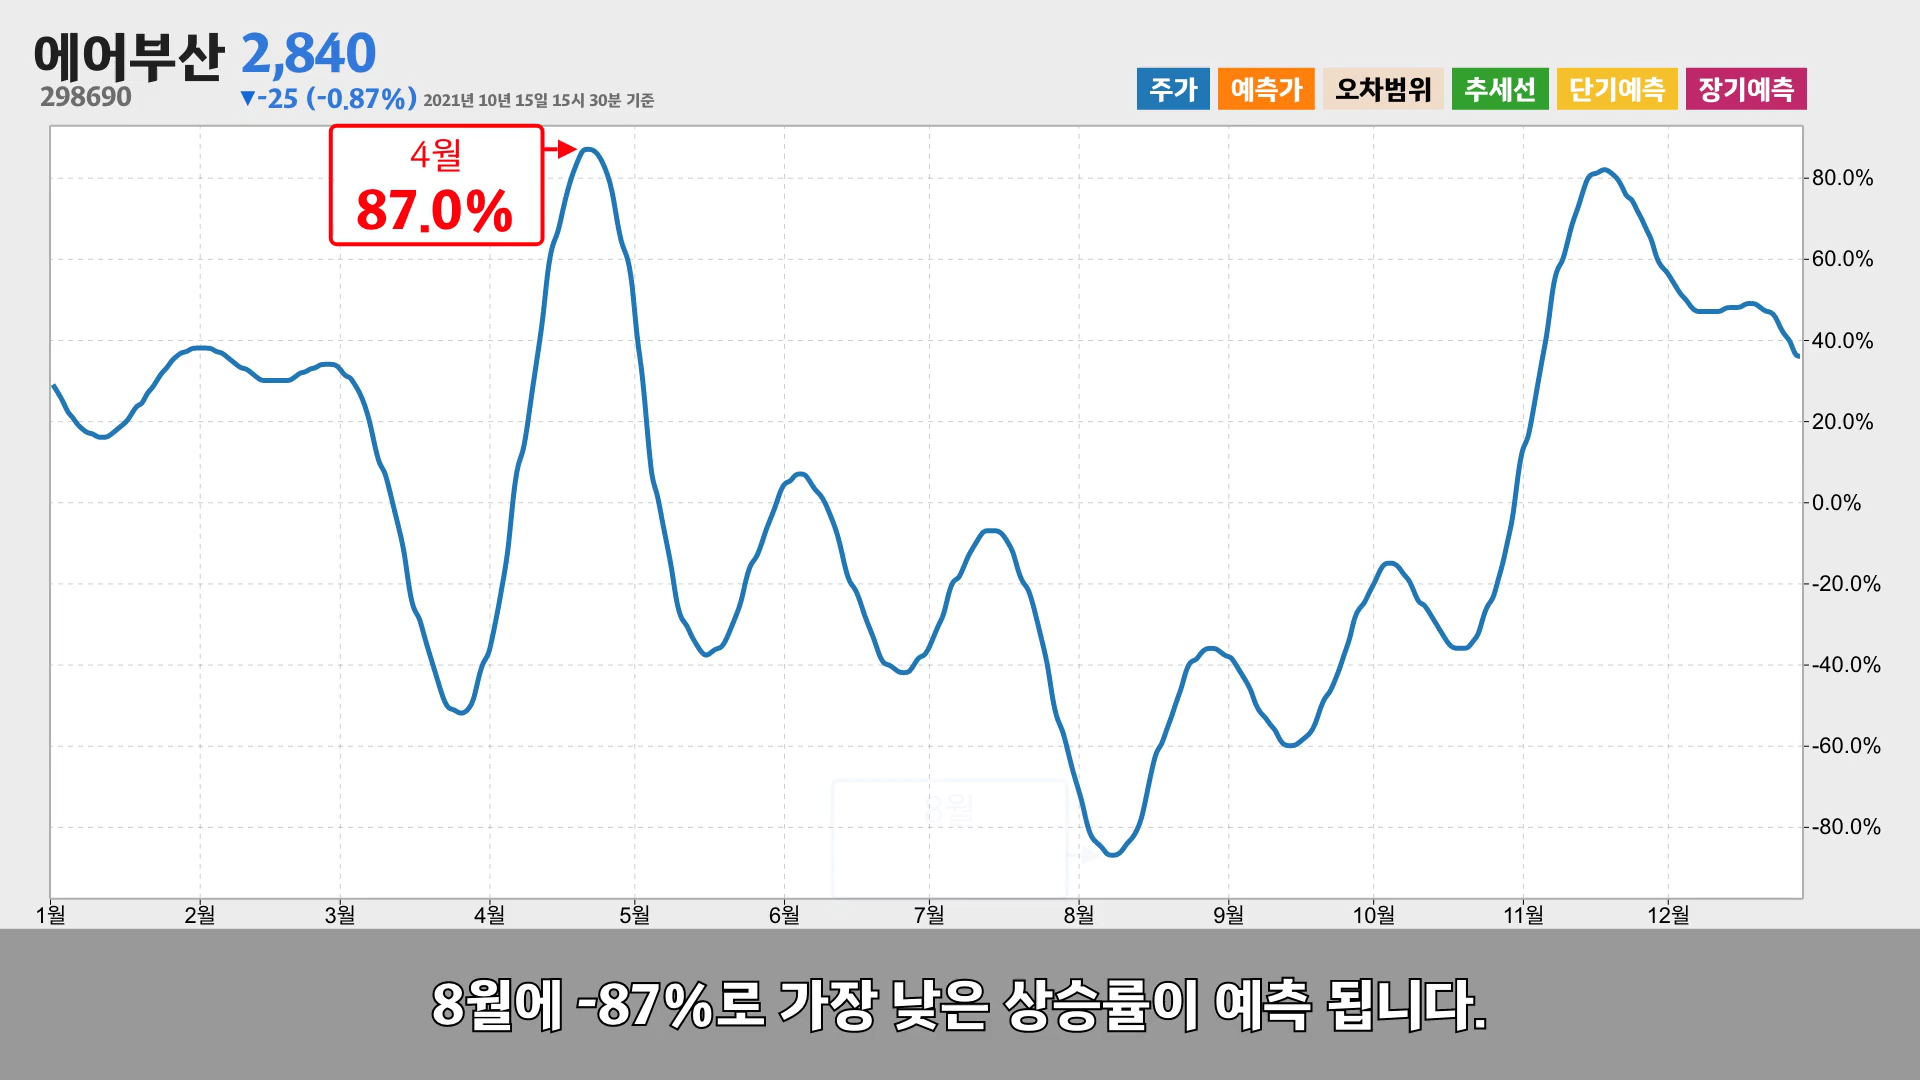 에어부산 2,840
298690
▼-25 (-0.87%) 2021년 10년 15일 15시 30분 기준
주가 예측가 오차범위 추세선 단기예측 장기예측
4월
87.0%
80.0%
60.0%
40.0%
20.0%
0.0%
-20.0%
-40.0%
-60.0%
-80.0%
8월
1월 2월 3월 4월 5월 6월 7월 8월 9월 10월 11월 12월
8월에 -87%로 가장 낮은 상승률이 예측 됩니다.